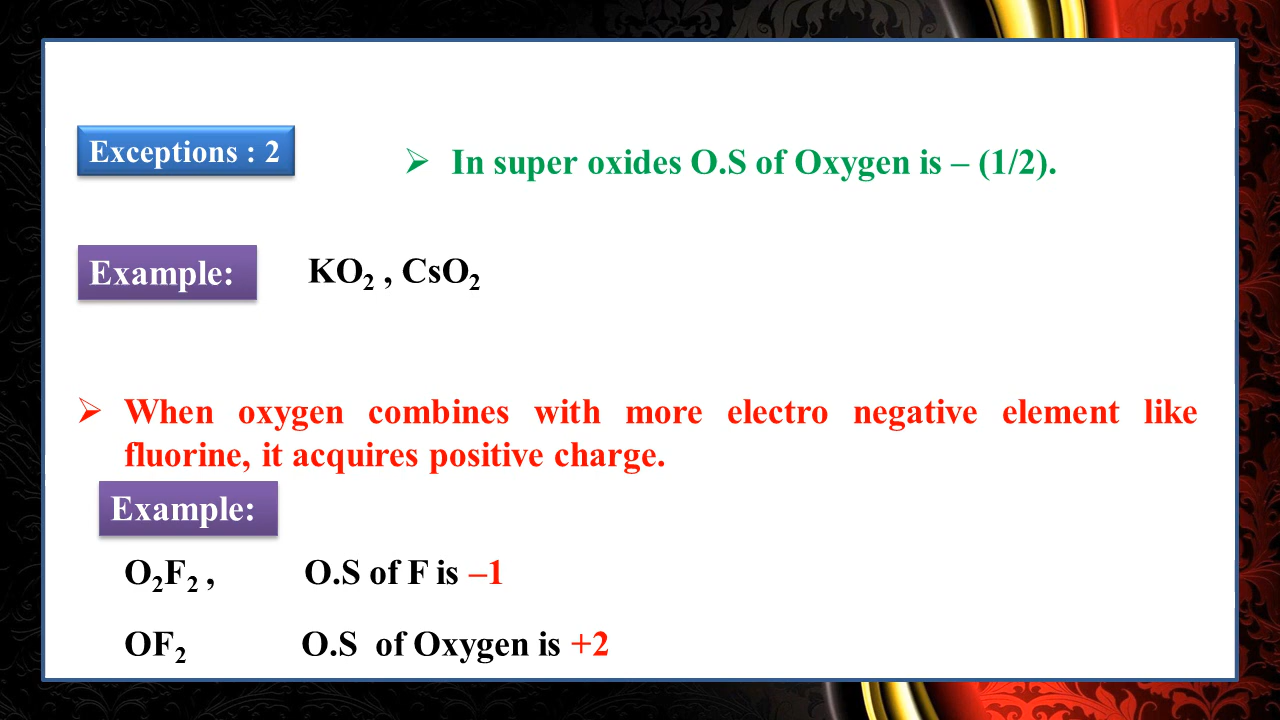 Exceptions : 2
➢ In super oxides O.S of Oxygen is – (1/2).
Example:
KO₂ , CsO₂
➢ When oxygen combines with more electro negative element like
fluorine, it acquires positive charge.
Example:
O₂F₂ , O.S of F is –1
OF₂ O.S of Oxygen is +2